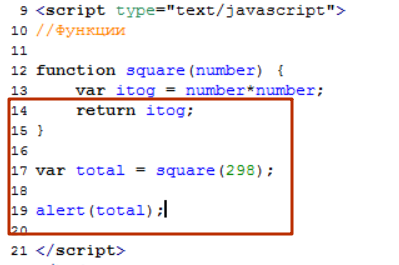 9 <script type="text/javascript">
10 //Функции
11
12 function square(number) {
13     var itog = number*number;
14     return itog;
15 }
16
17 var total = square(298);
18
19 alert(total);
20
21 </script>